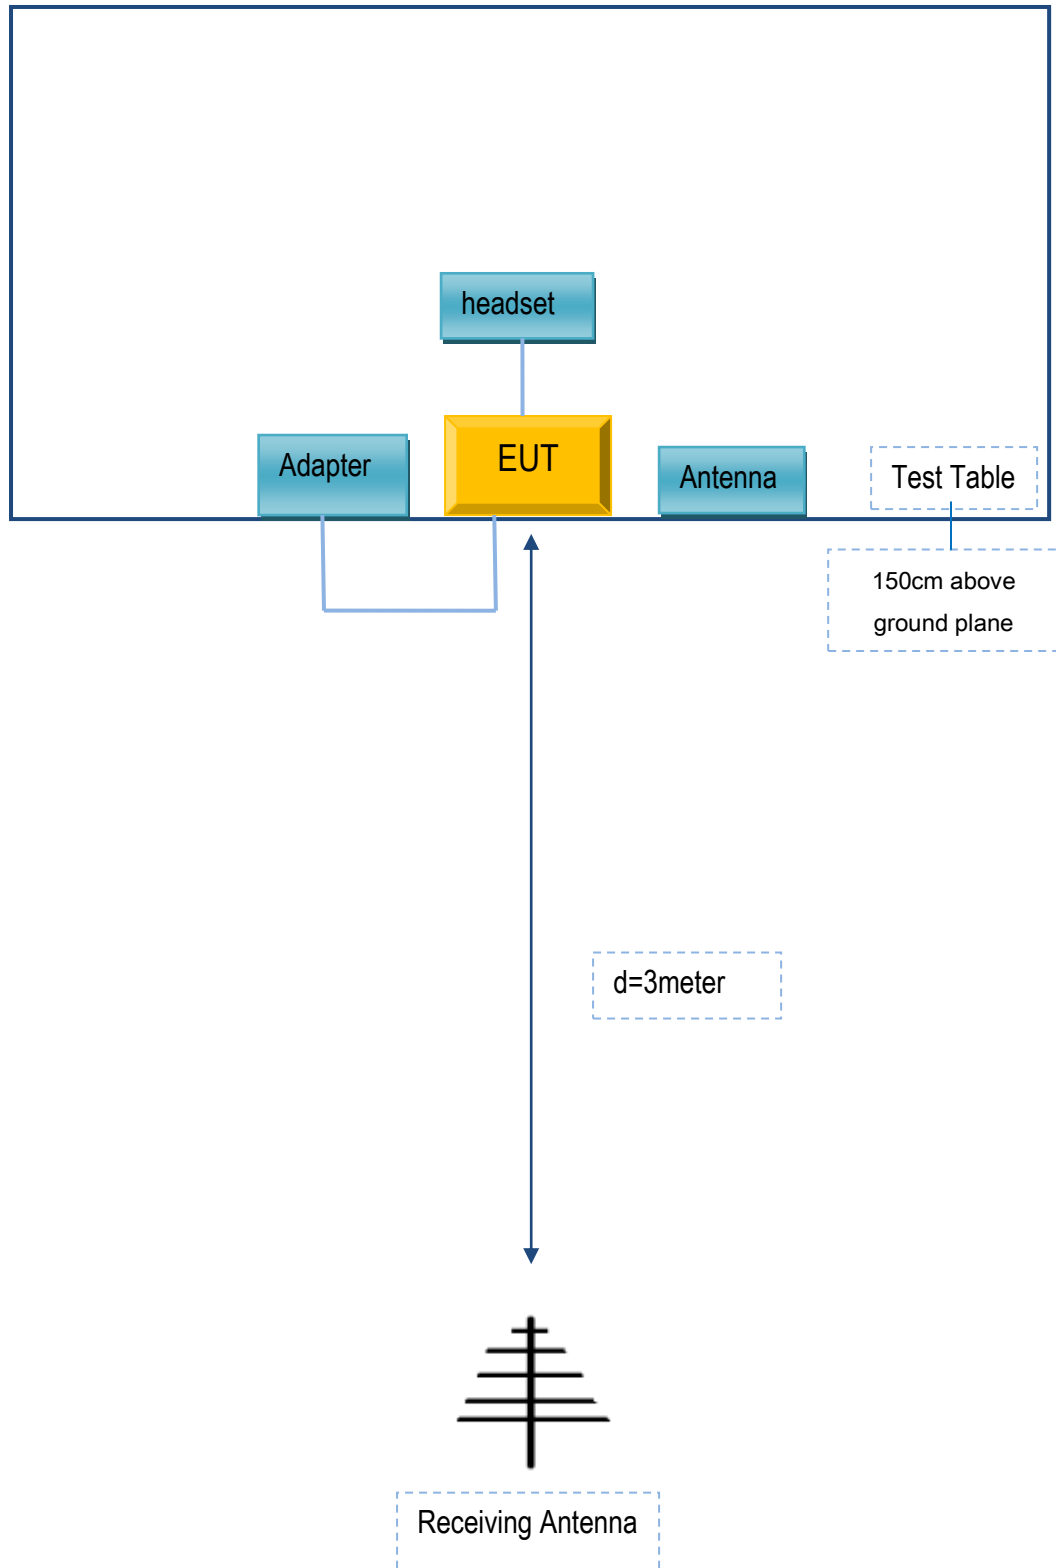 headset
Adapter
EUT
Antenna
Test Table
150cm above
ground plane
d=3meter
Receiving Antenna